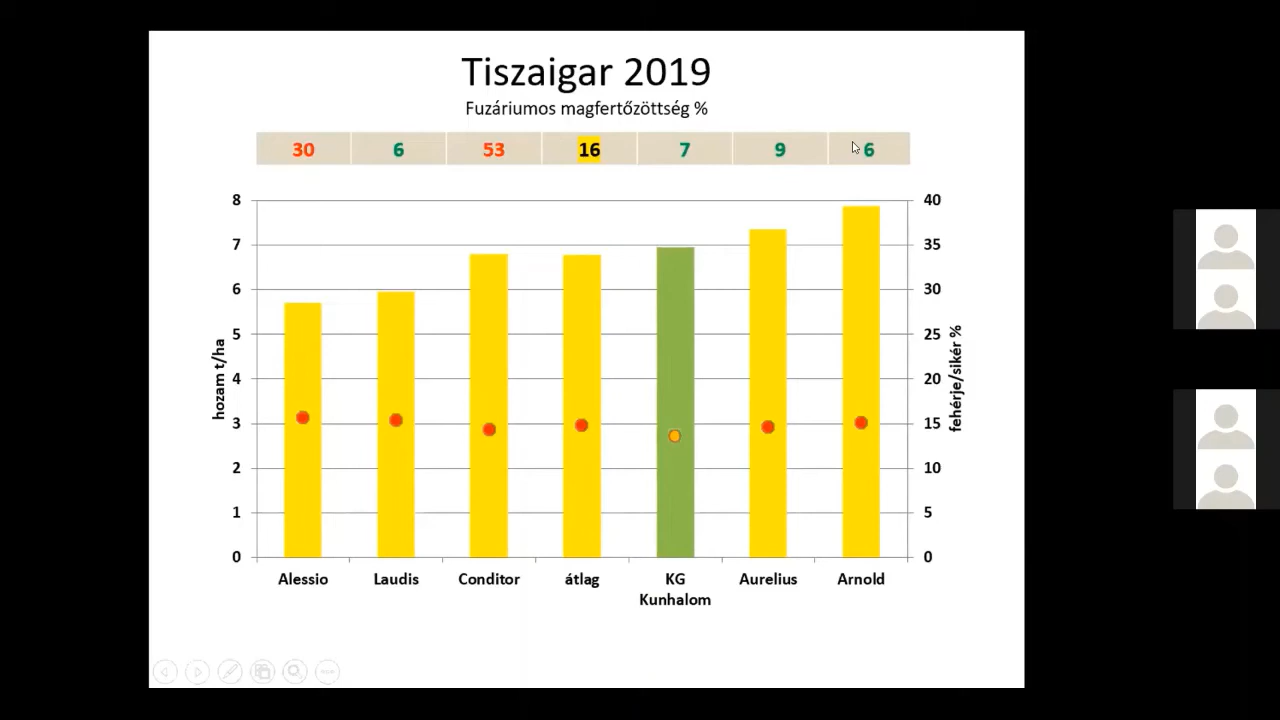 Tiszaigar 2019
Fuzáriumos magfertőzöttség %
30 6 53 16 7 9 6
8 40
7 35
6 30
5 25
4 20
3 15
2 10
1 5
0 0
hozam t/ha
fehérje/sikér %
Alessio Laudis Conditor átlag KG Aurelius Arnold
Kunhalom